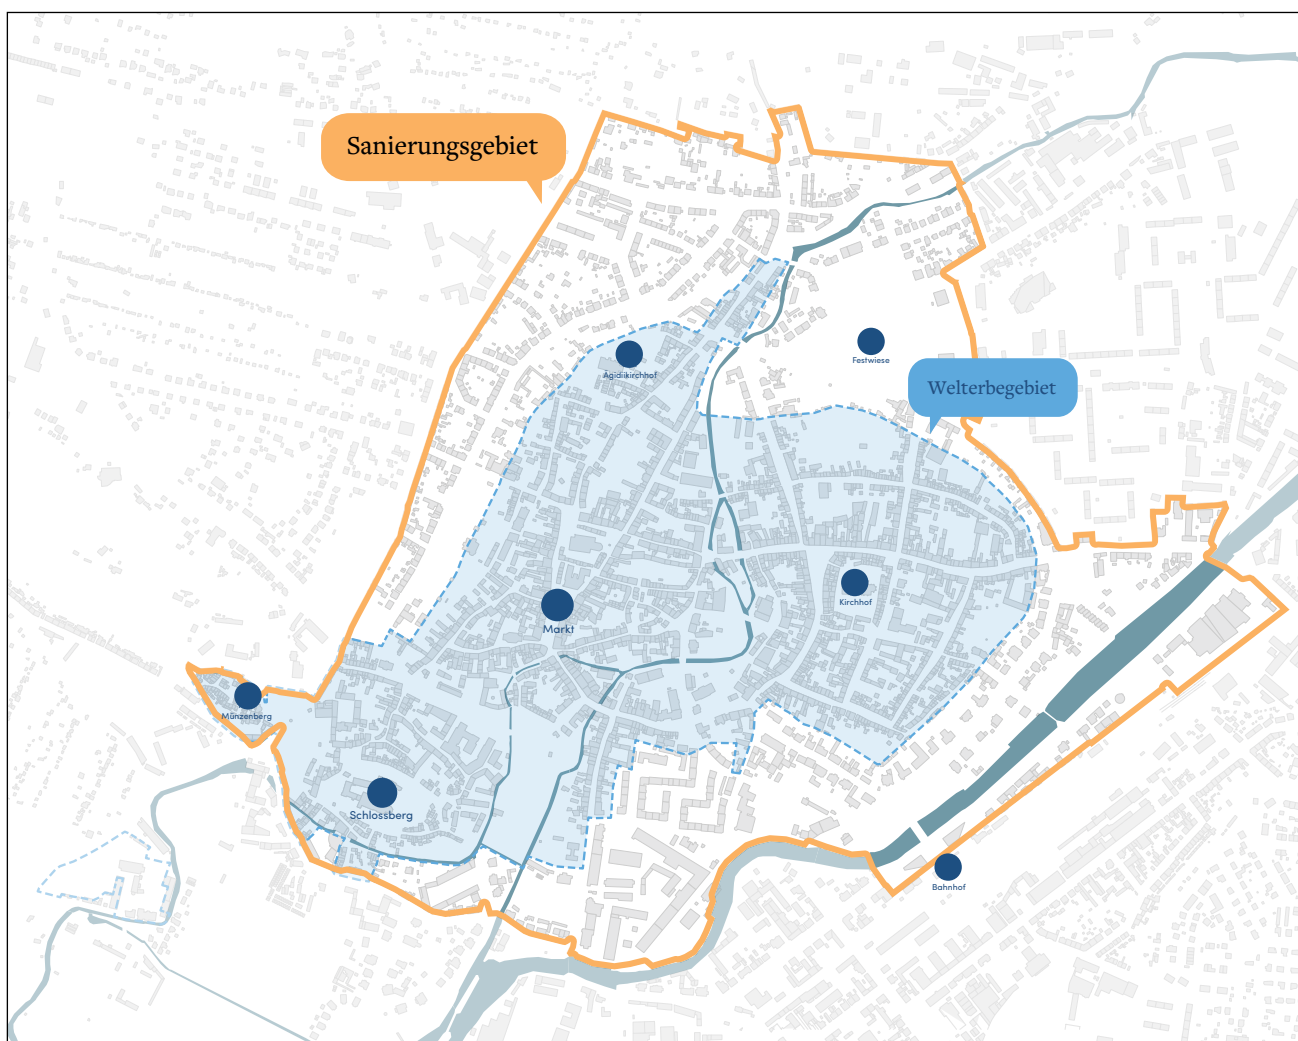 Sanierungsgebiet
Festwiese
Ägidiikirchhof
Welterbegebiet
Kirchhof
Markt
Münzenberg
Schlossberg
Bahnhof